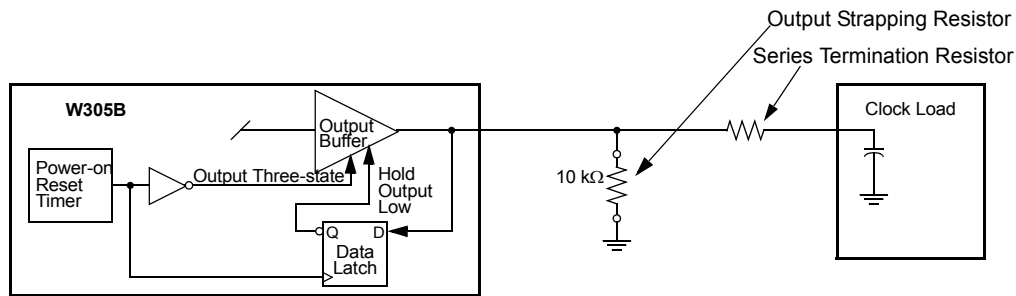 Output Strapping Resistor
Series Termination Resistor
W305B
Clock Load
Output
Buffer
Power-on
Reset
Timer
Output Three-state
Hold
Output
Low
10 kΩ
Q
D
Data
Latch